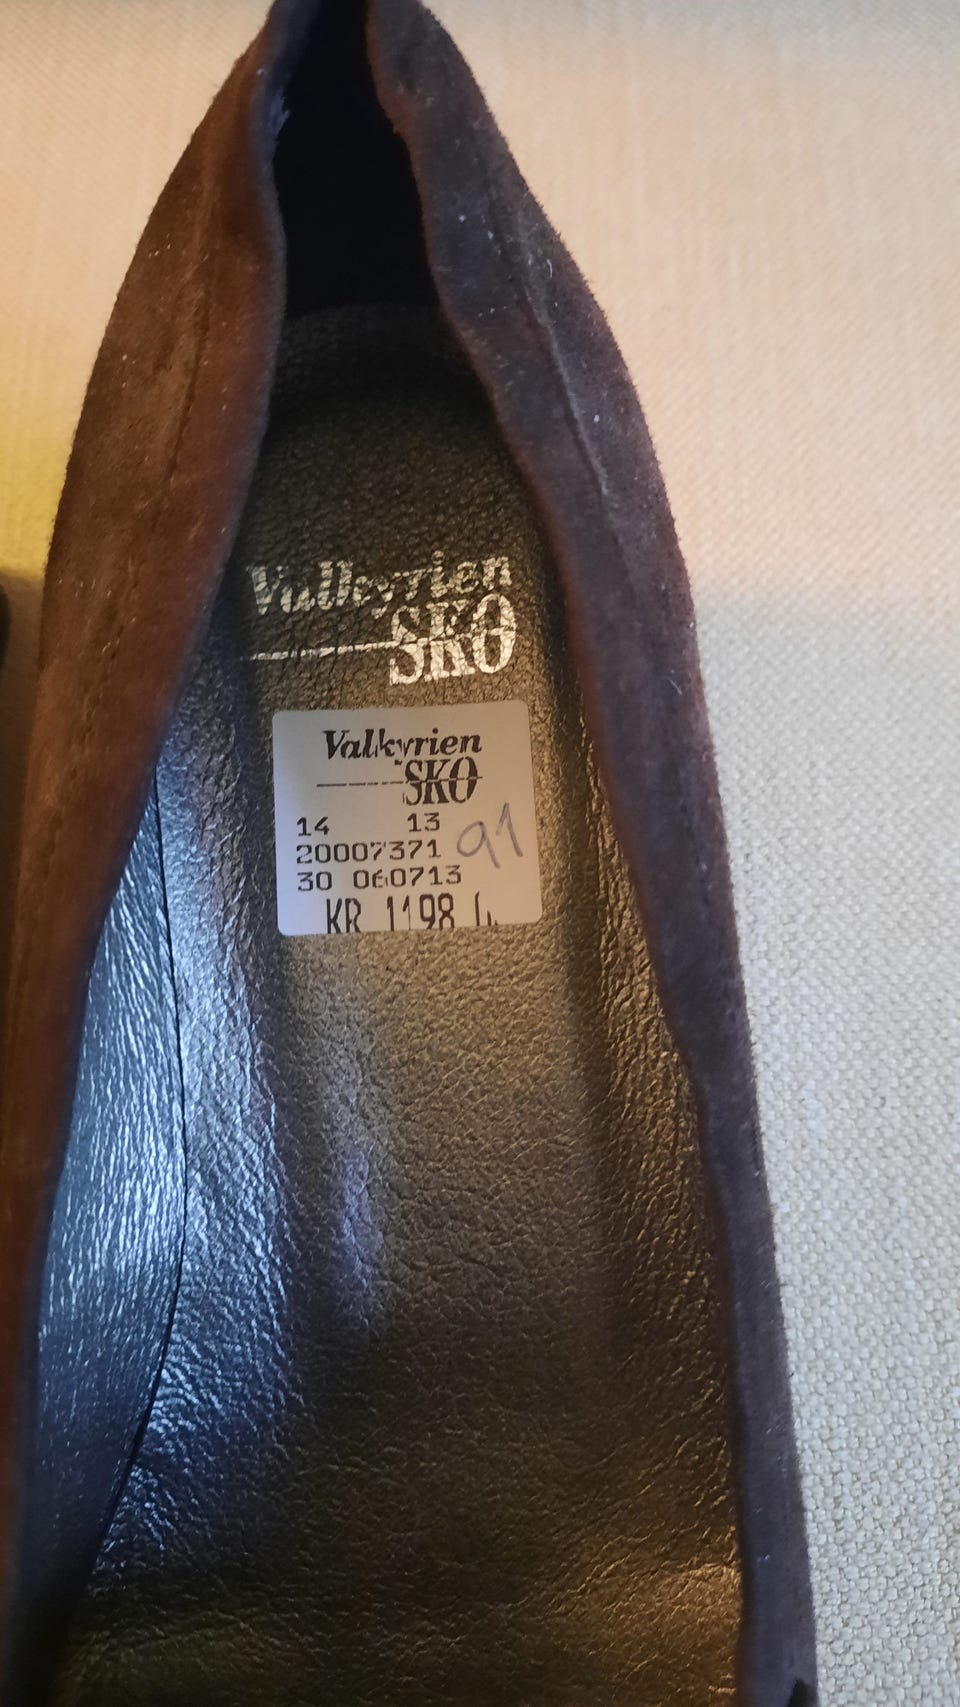 Valkyrien
SKO
Valkyrien
SKO
14 13
20007371 91
30 060713
KR 1198